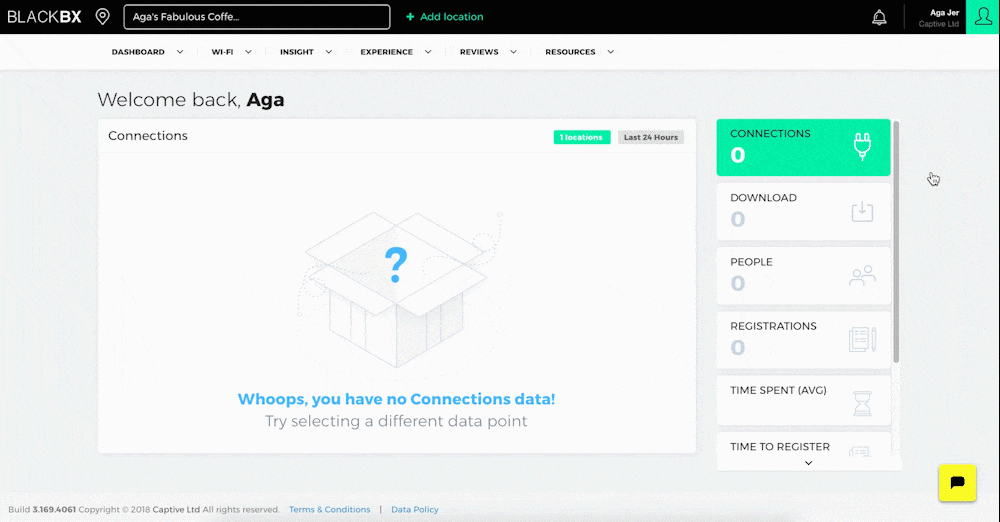 BLACKBX
Aga's Fabulous Coffe...
+ Add location
Aga Jer
Captive Ltd
DASHBOARD
WI-FI
INSIGHT
EXPERIENCE
REVIEWS
RESOURCES
Welcome back, Aga
Connections
1 locations
Last 24 Hours
?
Whoops, you have no Connections data!
Try selecting a different data point
CONNECTIONS
0
DOWNLOAD
0
PEOPLE
0
REGISTRATIONS
0
TIME SPENT (AVG)
TIME TO REGISTER
Build 3.169.4061 Copyright © 2018 Captive Ltd All rights reserved. Terms & Conditions | Data Policy